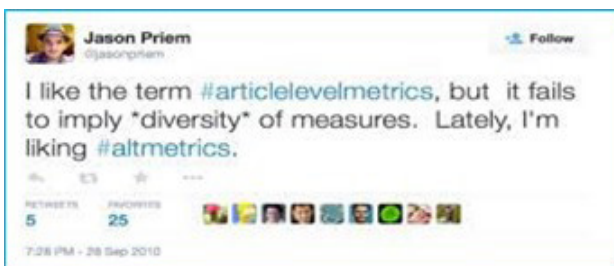 Jason Priem
@jasonpriem
Follow
I like the term #articlelevelmetrics, but it fails
to imply *diversity* of measures. Lately, I'm
liking #altmetrics.
RETWEETS FAVORITES
5 25
7:28 PM - 28 Sep 2010